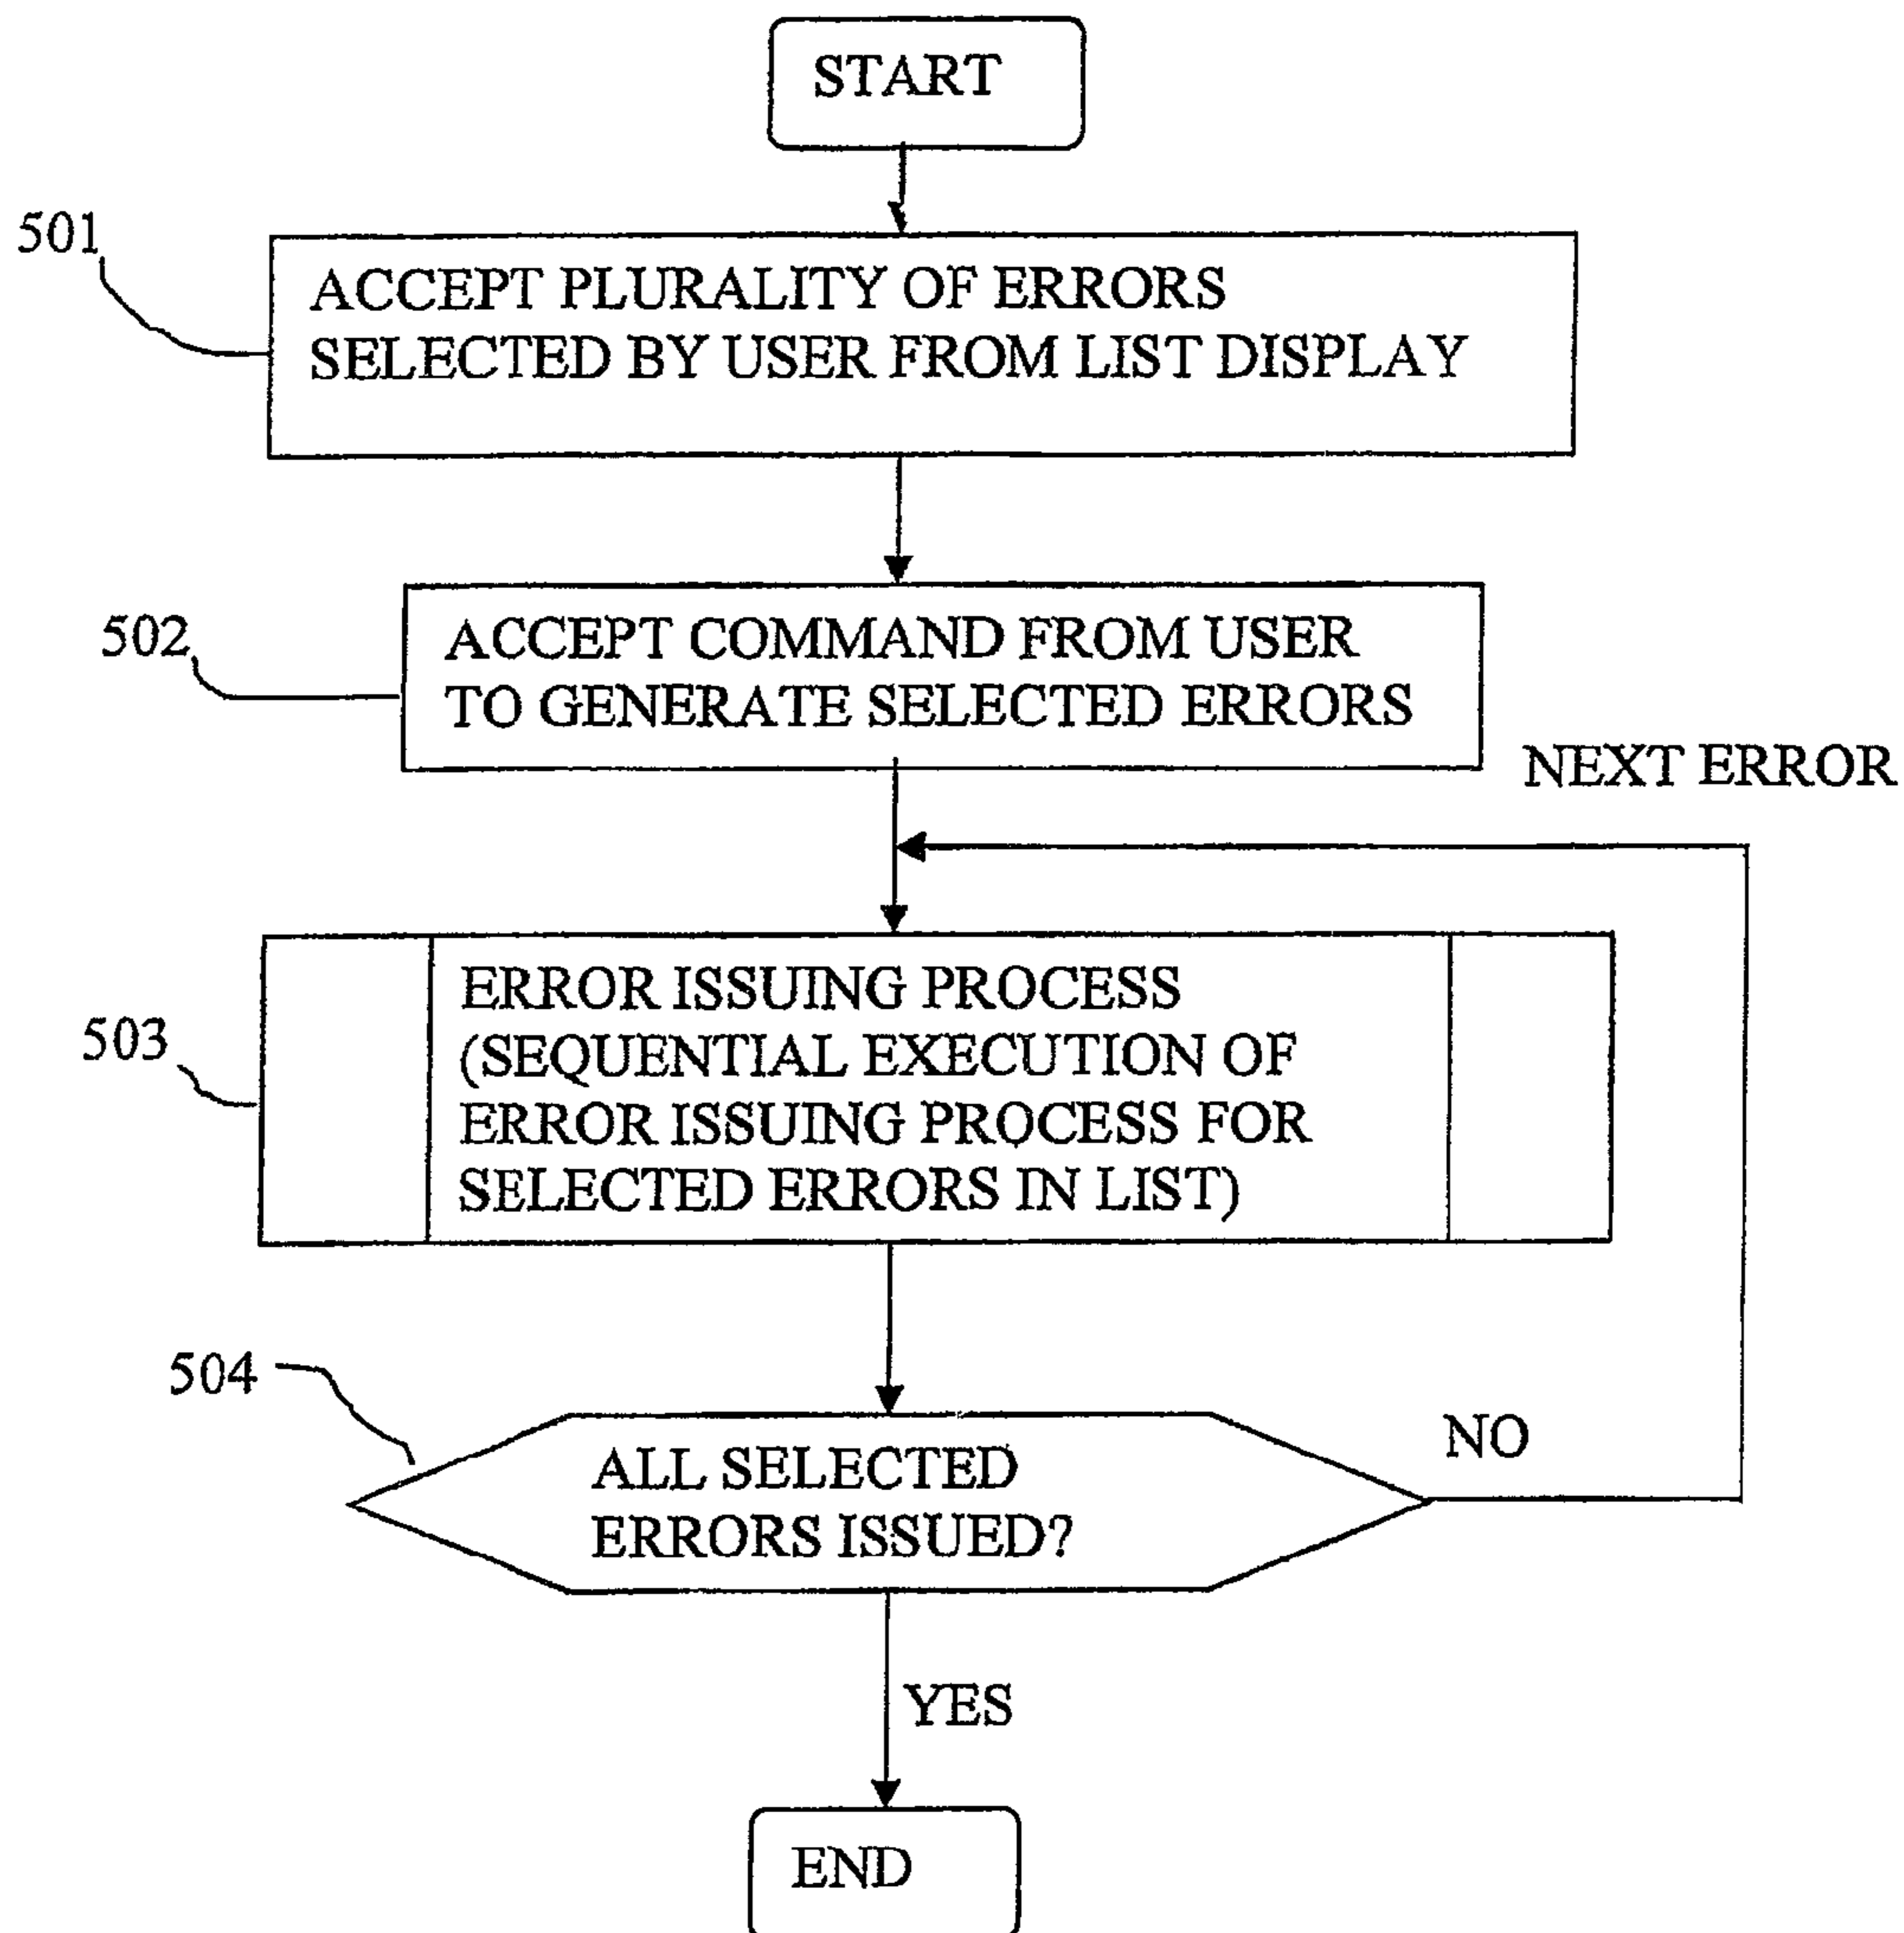 START
501
ACCEPT PLURALITY OF ERRORS
SELECTED BY USER FROM LIST DISPLAY
502
ACCEPT COMMAND FROM USER
TO GENERATE SELECTED ERRORS
NEXT ERROR
503
ERROR ISSUING PROCESS
(SEQUENTIAL EXECUTION OF
ERROR ISSUING PROCESS FOR
SELECTED ERRORS IN LIST)
504
ALL SELECTED
ERRORS ISSUED?
NO
YES
END